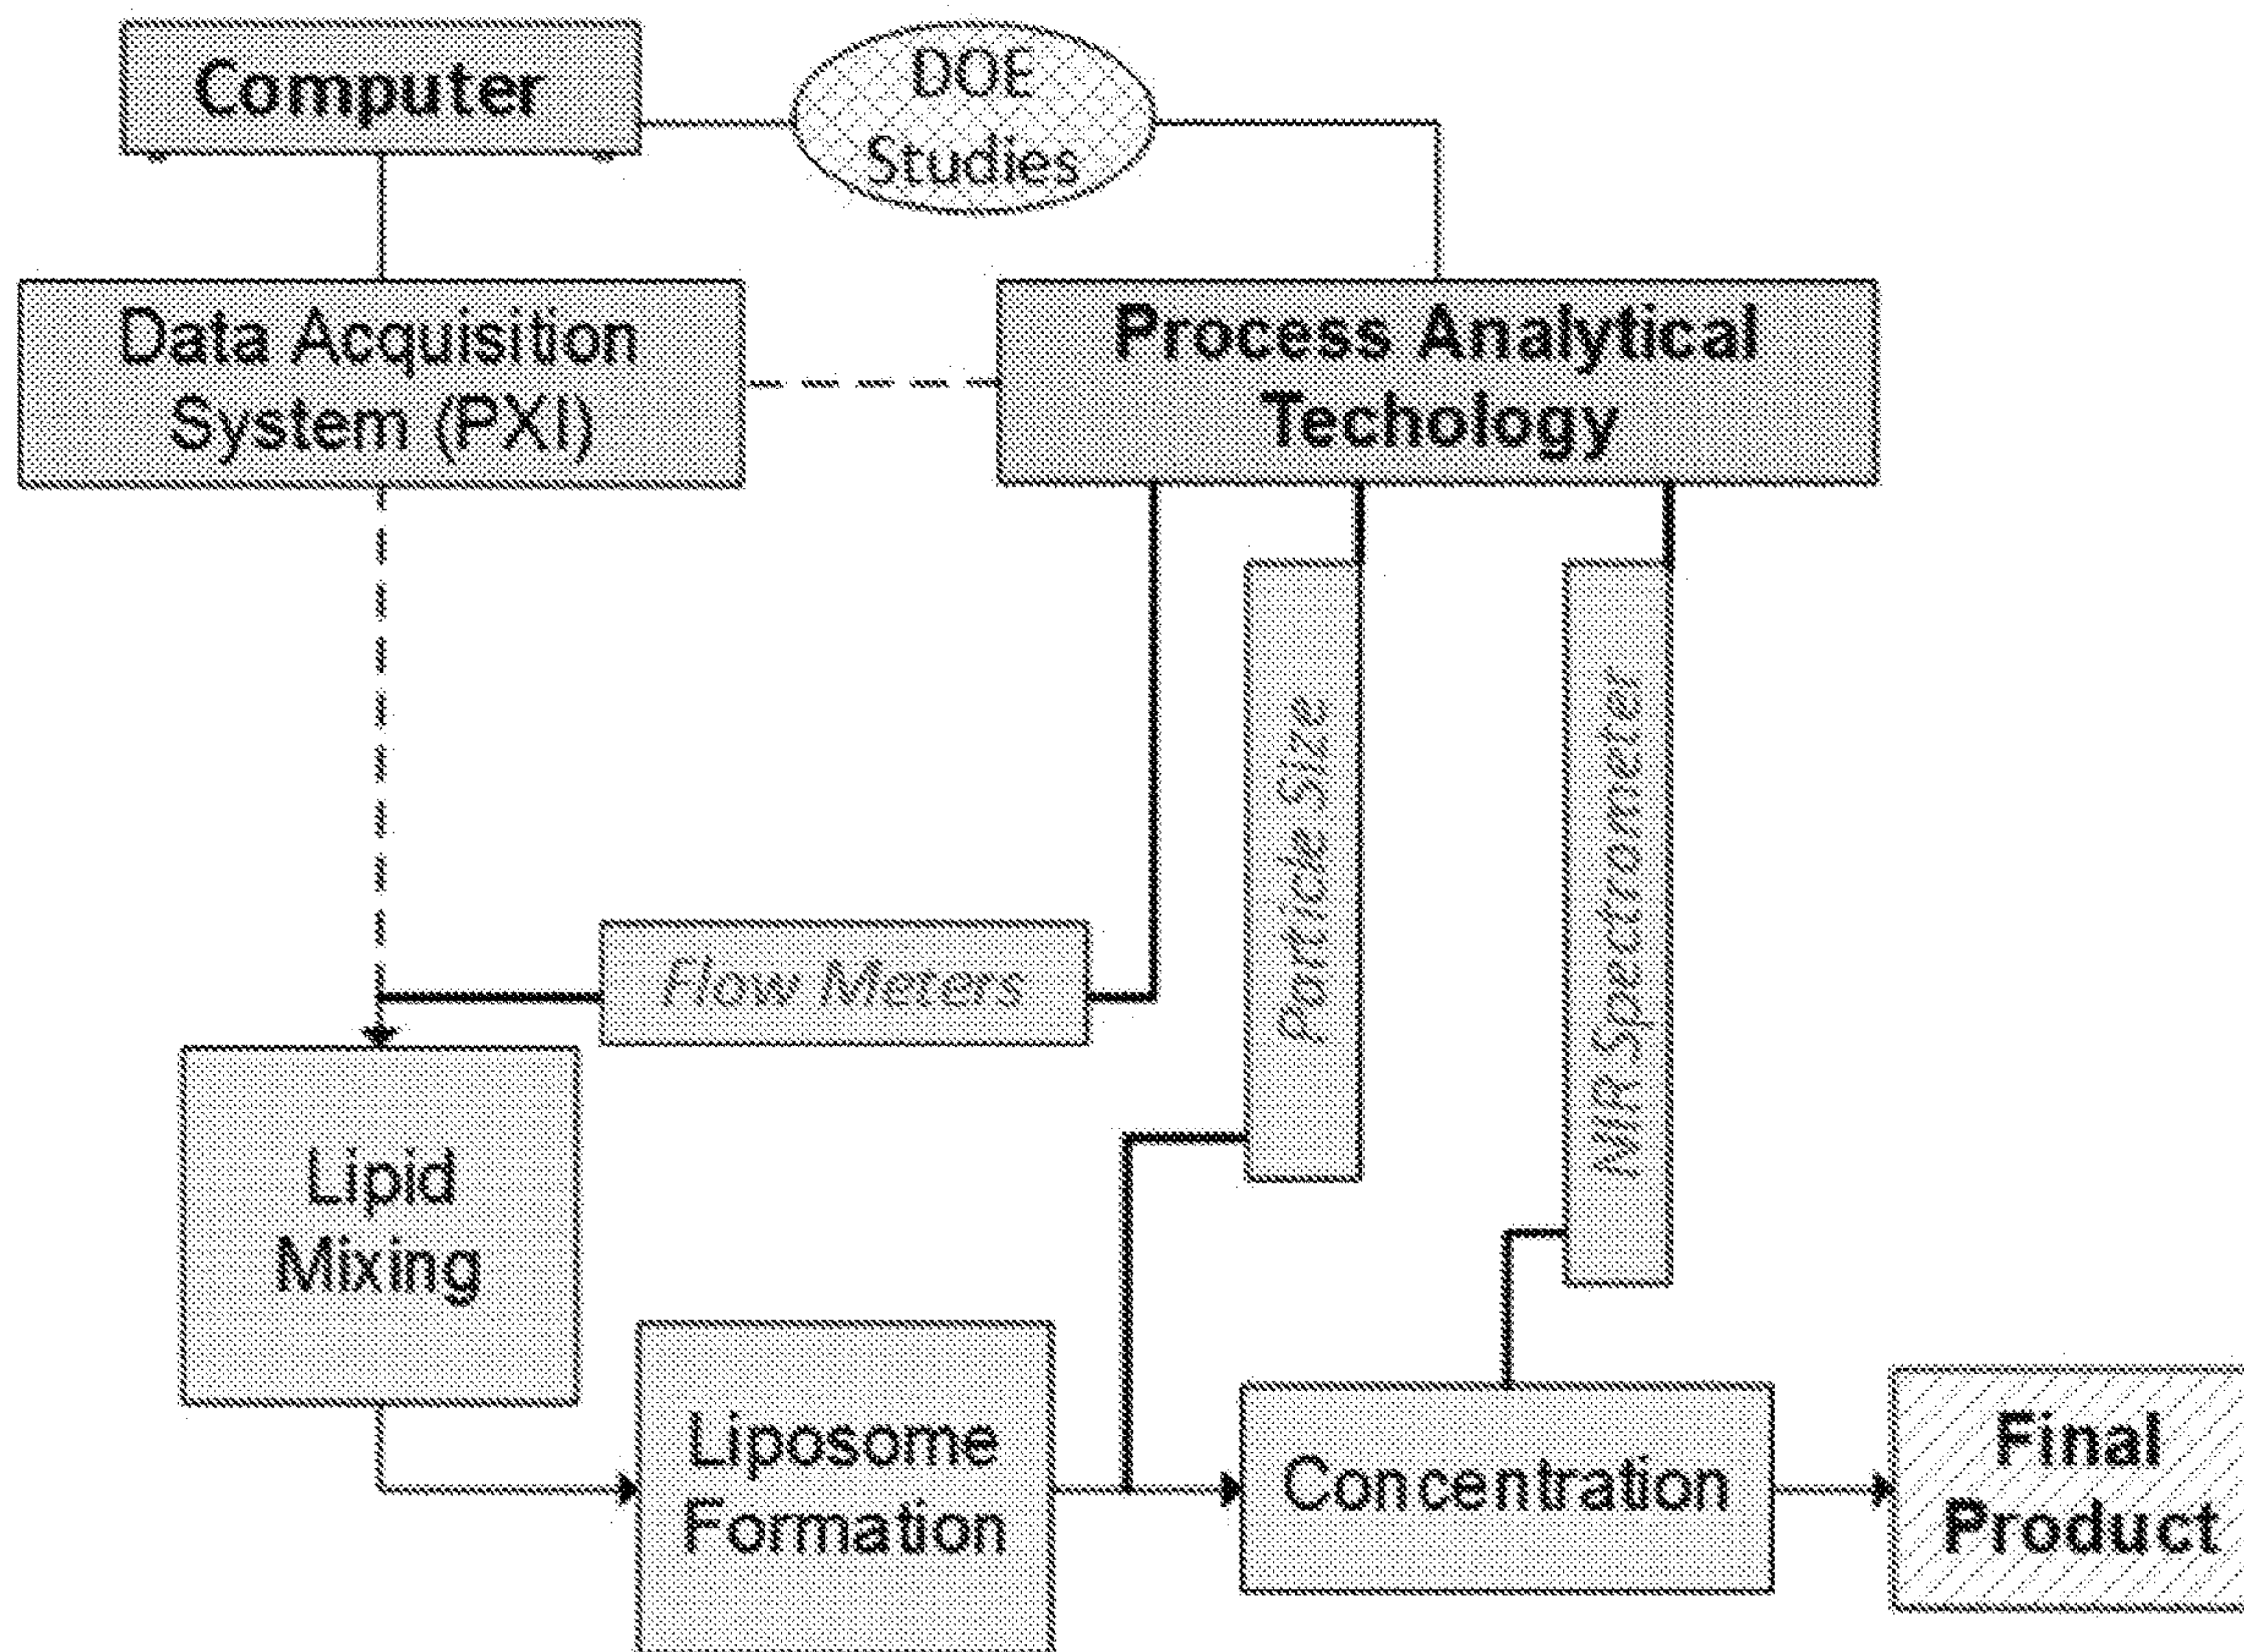 Computer
DOE
Studies
Data Acquisition
System (PXI)
Process Analytical
Techology
Particle Size
NIR Spectrometer
Flow Meters
Lipid
Mixing
Liposome
Formation
Concentration
Final
Product